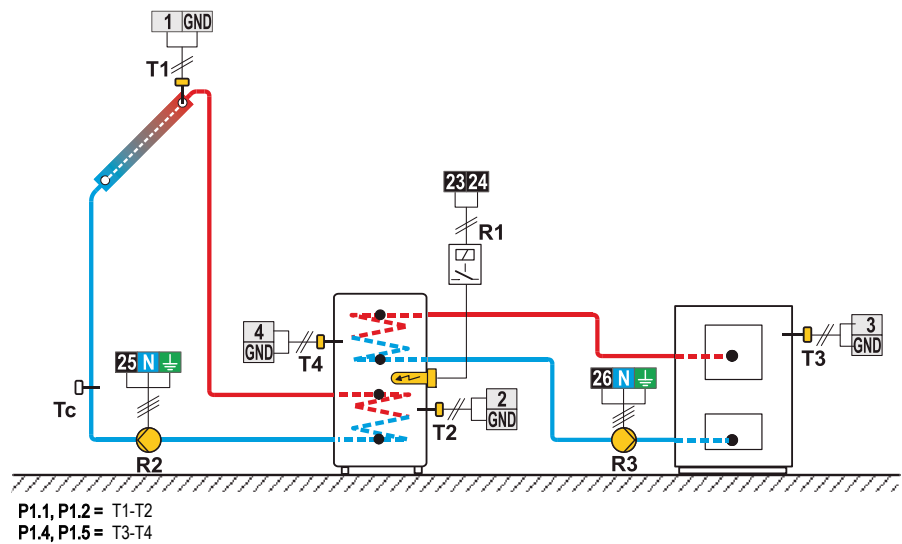 1 GND
T1
23 24
R1
4
GND
T4
3
GND
T3
25 N
26 N
Tc
2
GND
T2
R2
R3
P1.1, P1.2 = T1-T2
P1.4, P1.5 = T3-T4